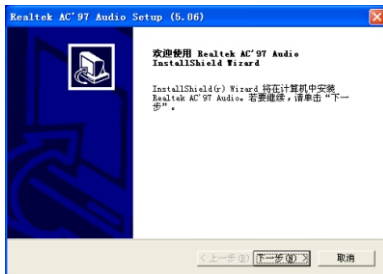 Realtek AC'97 Audio Setup (5.06)
欢迎使用 Realtek AC'97 Audio
InstallShield Wizard
InstallShield(r) Wizard 将在计算机中安装
Realtek AC'97 Audio。若要继续，请单击“下一
步”。
<上一步(B)
下一步(N)>
取消